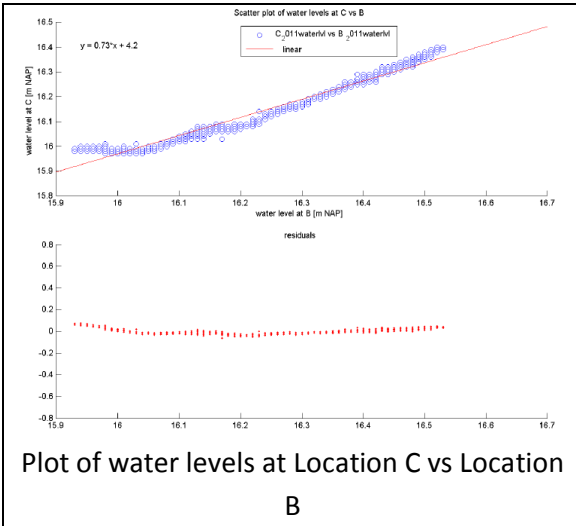 Scatter plot of water levels at C vs B
16.5
16.4
16.3
16.2
16.1
16
15.9
15.8
water level at C [m NAP]
y = 0.73*x + 4.2
C_2011waterlvl vs B_2011waterlvl
linear
15.9 16 16.1 16.2 16.3 16.4 16.5 16.6 16.7
water level at B [m NAP]
residuals
0.8
0.6
0.4
0.2
0
-0.2
-0.4
-0.6
-0.8
15.9 16 16.1 16.2 16.3 16.4 16.5 16.6 16.7
Plot of water levels at Location C vs Location
B